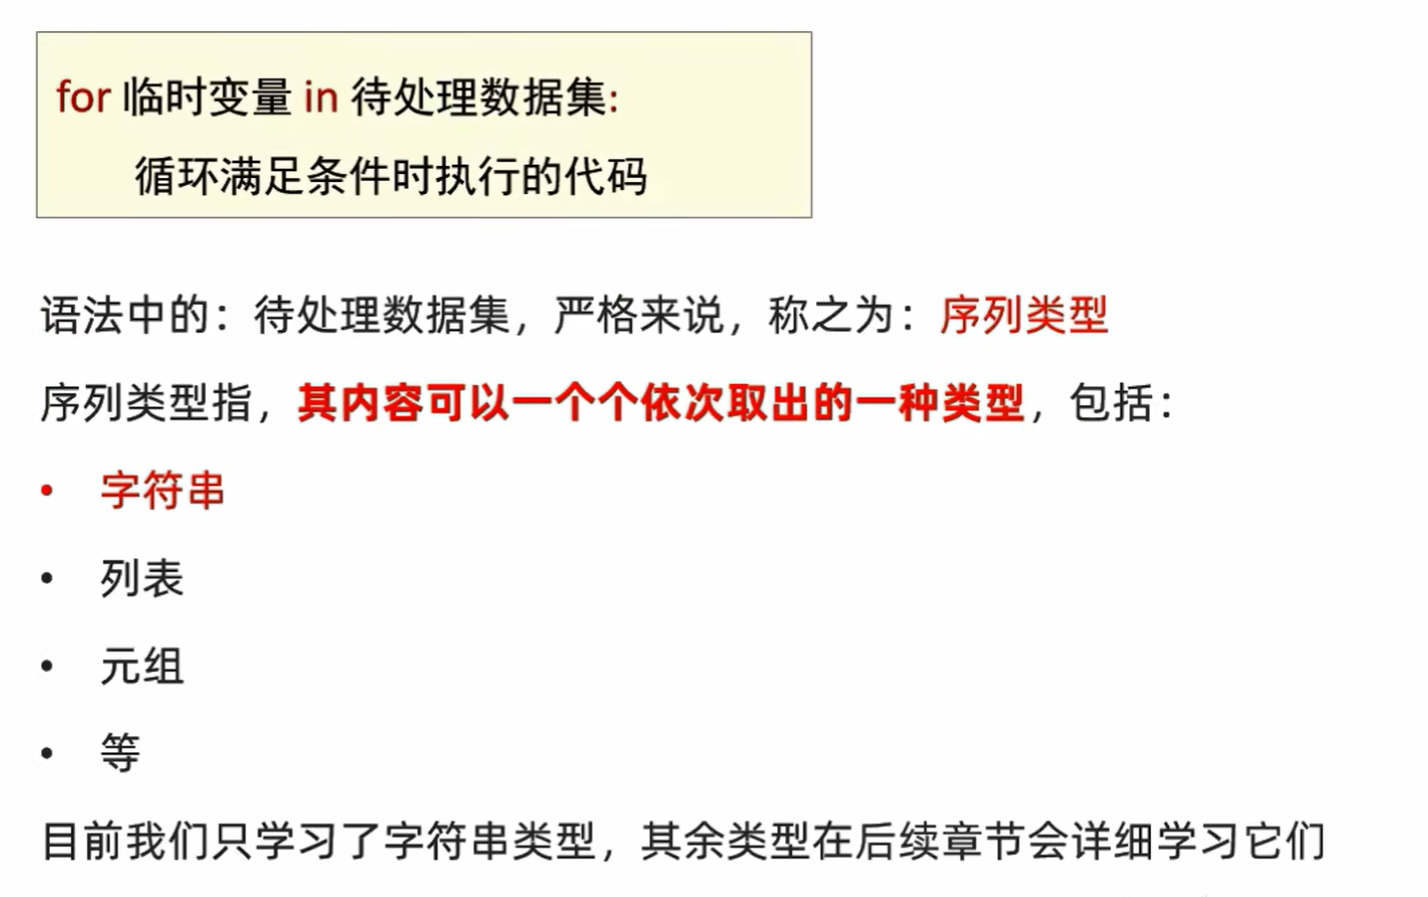 for 临时变量 in 待处理数据集:
循环满足条件时执行的代码
语法中的：待处理数据集，严格来说，称之为：序列类型
序列类型指，其内容可以一个个依次取出的一种类型，包括：
• 字符串
• 列表
• 元组
• 等
目前我们只学习了字符串类型，其余类型在后续章节会详细学习它们